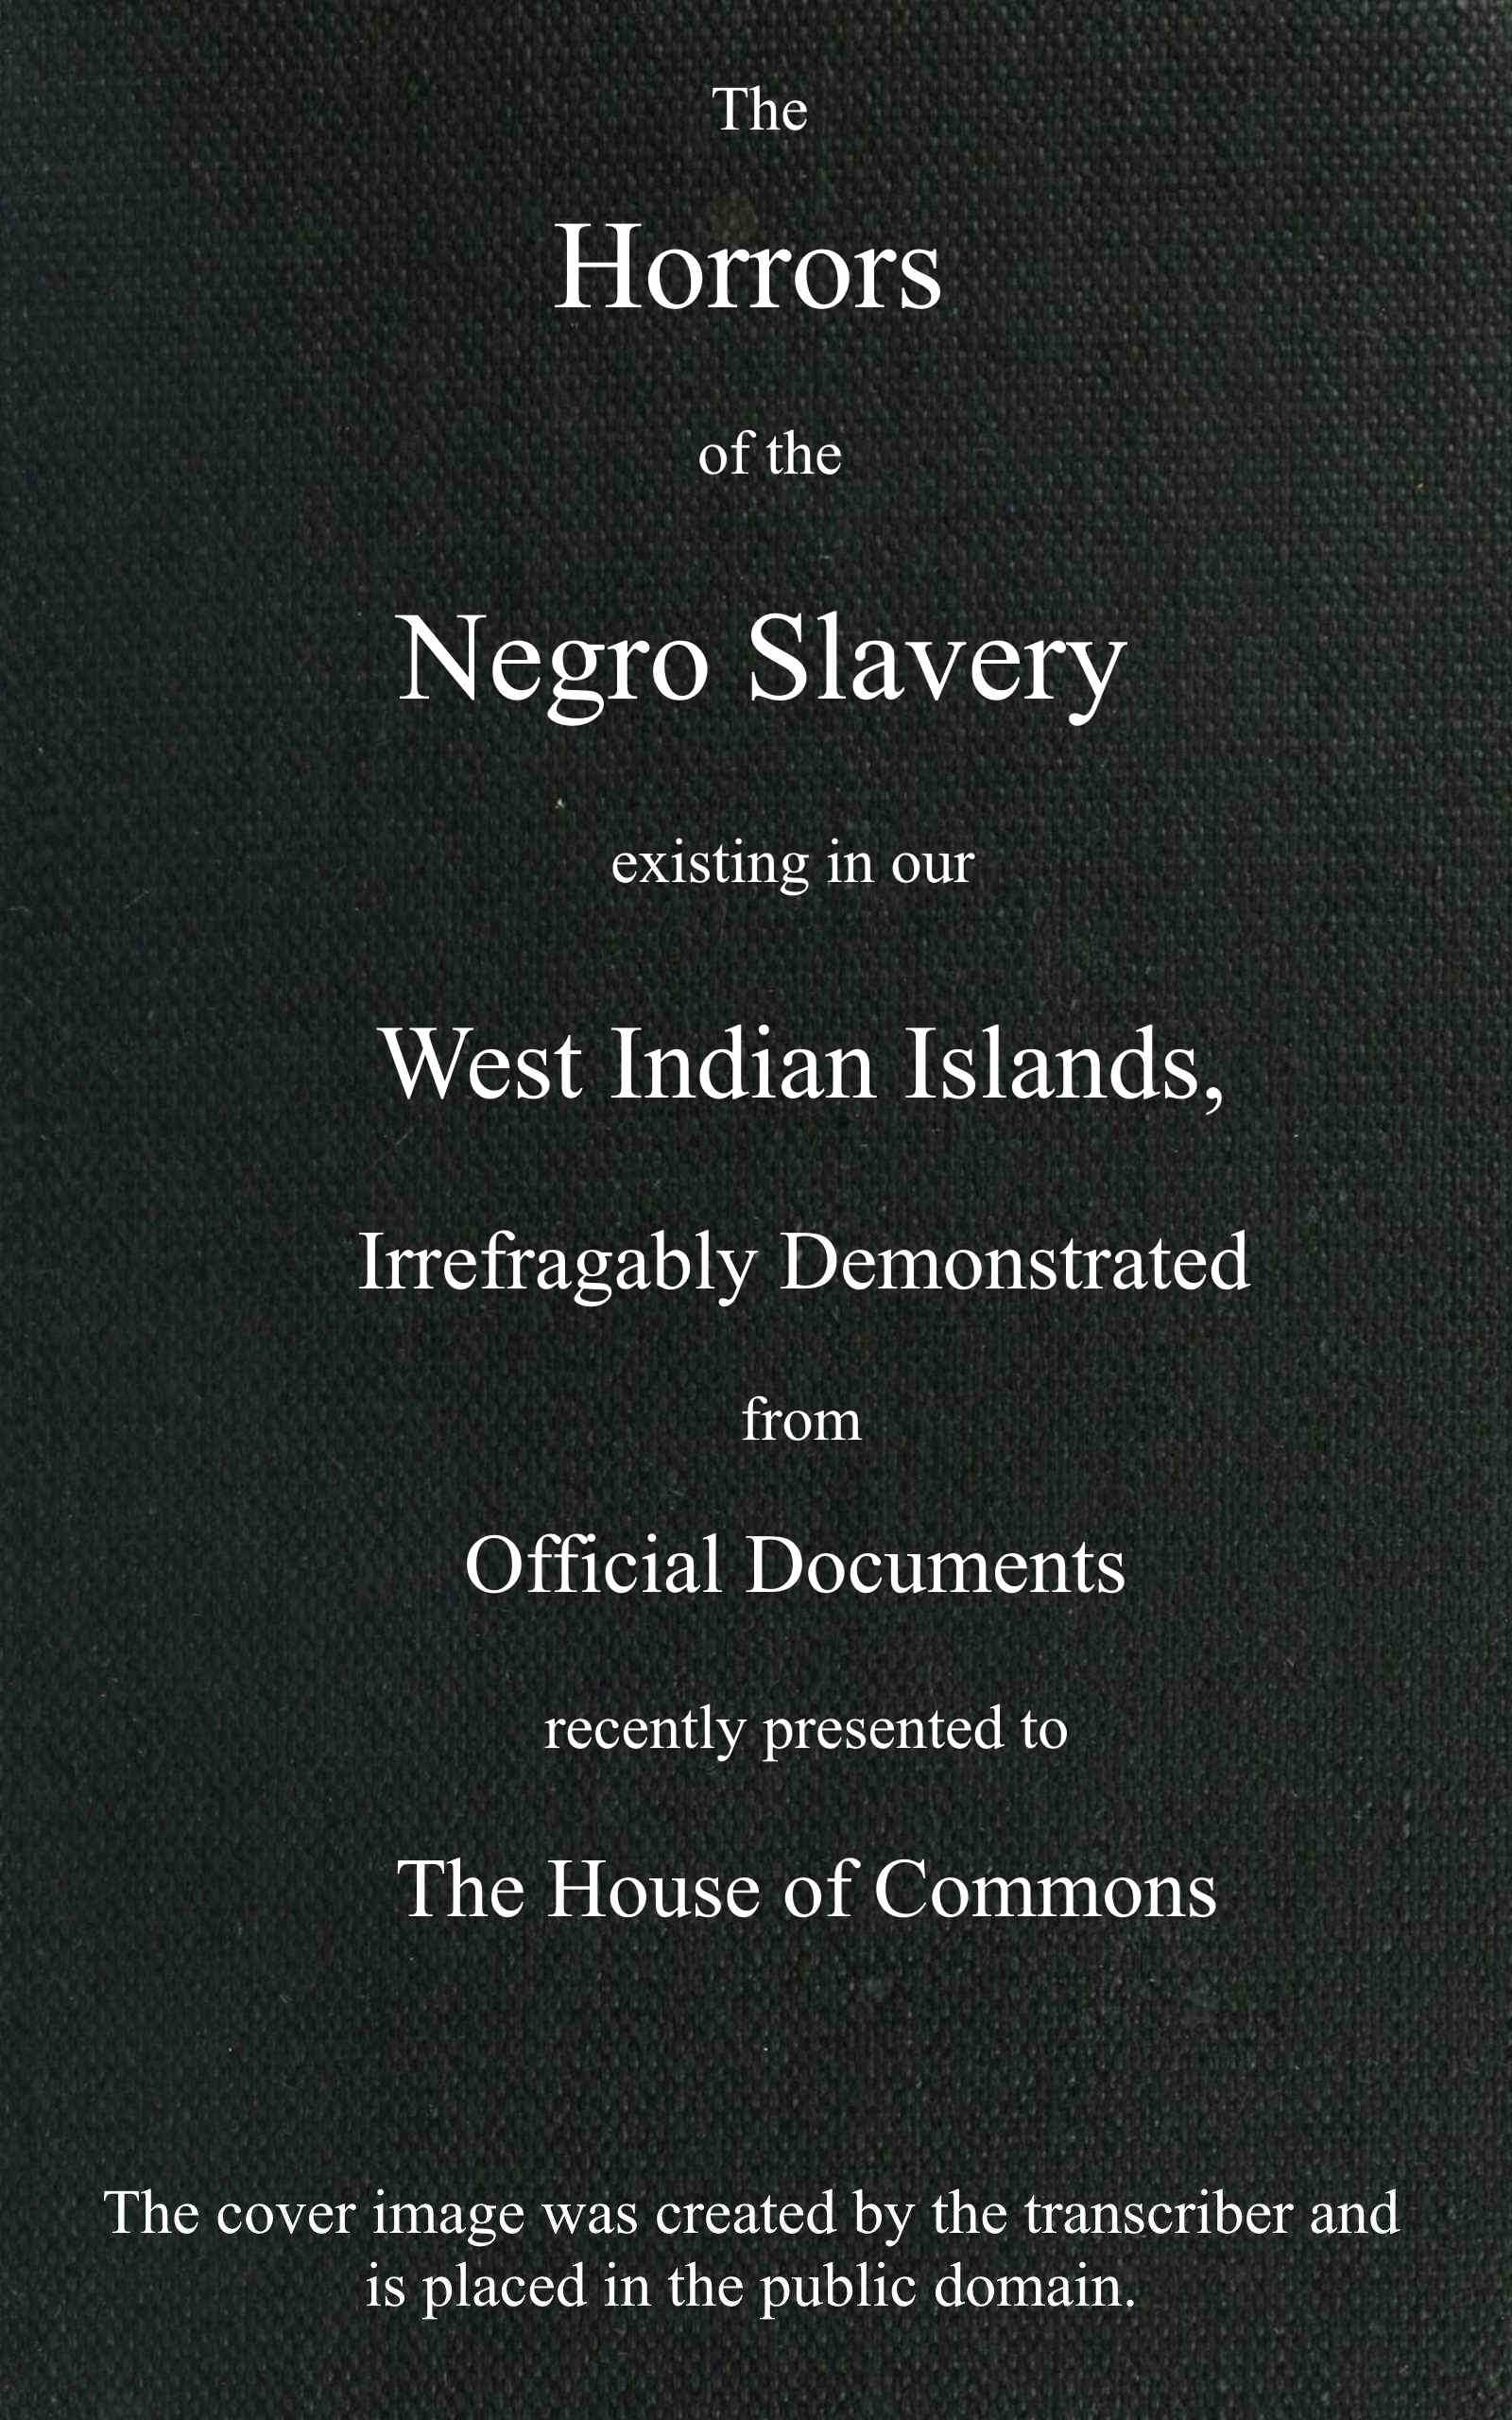 The
Horrors
of the
Negro Slavery
existing in our
West Indian Islands,
Irrefragably Demonstrated
from
Official Documents
recently presented to
The House of Commons
The cover image was created by the transcriber and
is placed in the public domain.